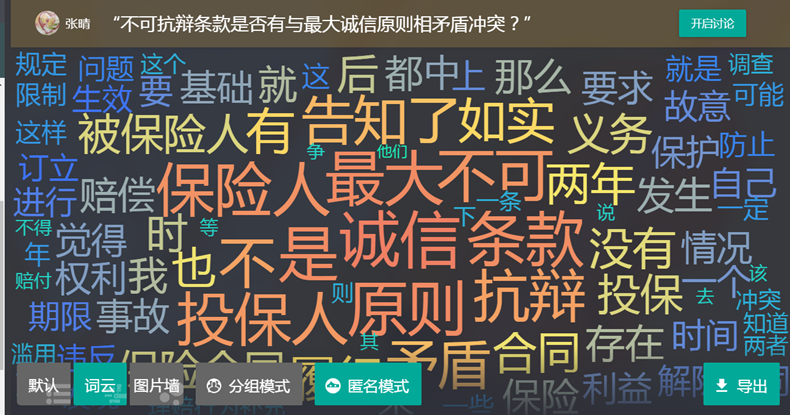 张晴 “不可抗辩条款是否有与最大诚信原则相矛盾冲突？” 开启讨论
规定 问题 这个 就 这 后 都 中 上 那么 就是 调查
限制 生效 要 基础 要求 故意 可能
这样 被保险人 有 告知 了 如实 义务 保护 防止
争 他们
订立 保险人 最大 不可 两年 发生 自己
进行 赔偿 下 一条 说 一定
不得 觉得 时 等 不 是 诚信 条款 没有 情况
年 权利 我 也 一个 该
赔付 则 抗辩 投保 去 冲突
期限 事故 投保人 原则 存在 时间 知道
滥用 违反 保险合同 履行 其 矛盾 合同 两者
一些 保险 利益 解除
默认 词云 图片墙 分组模式 匿名模式 导出